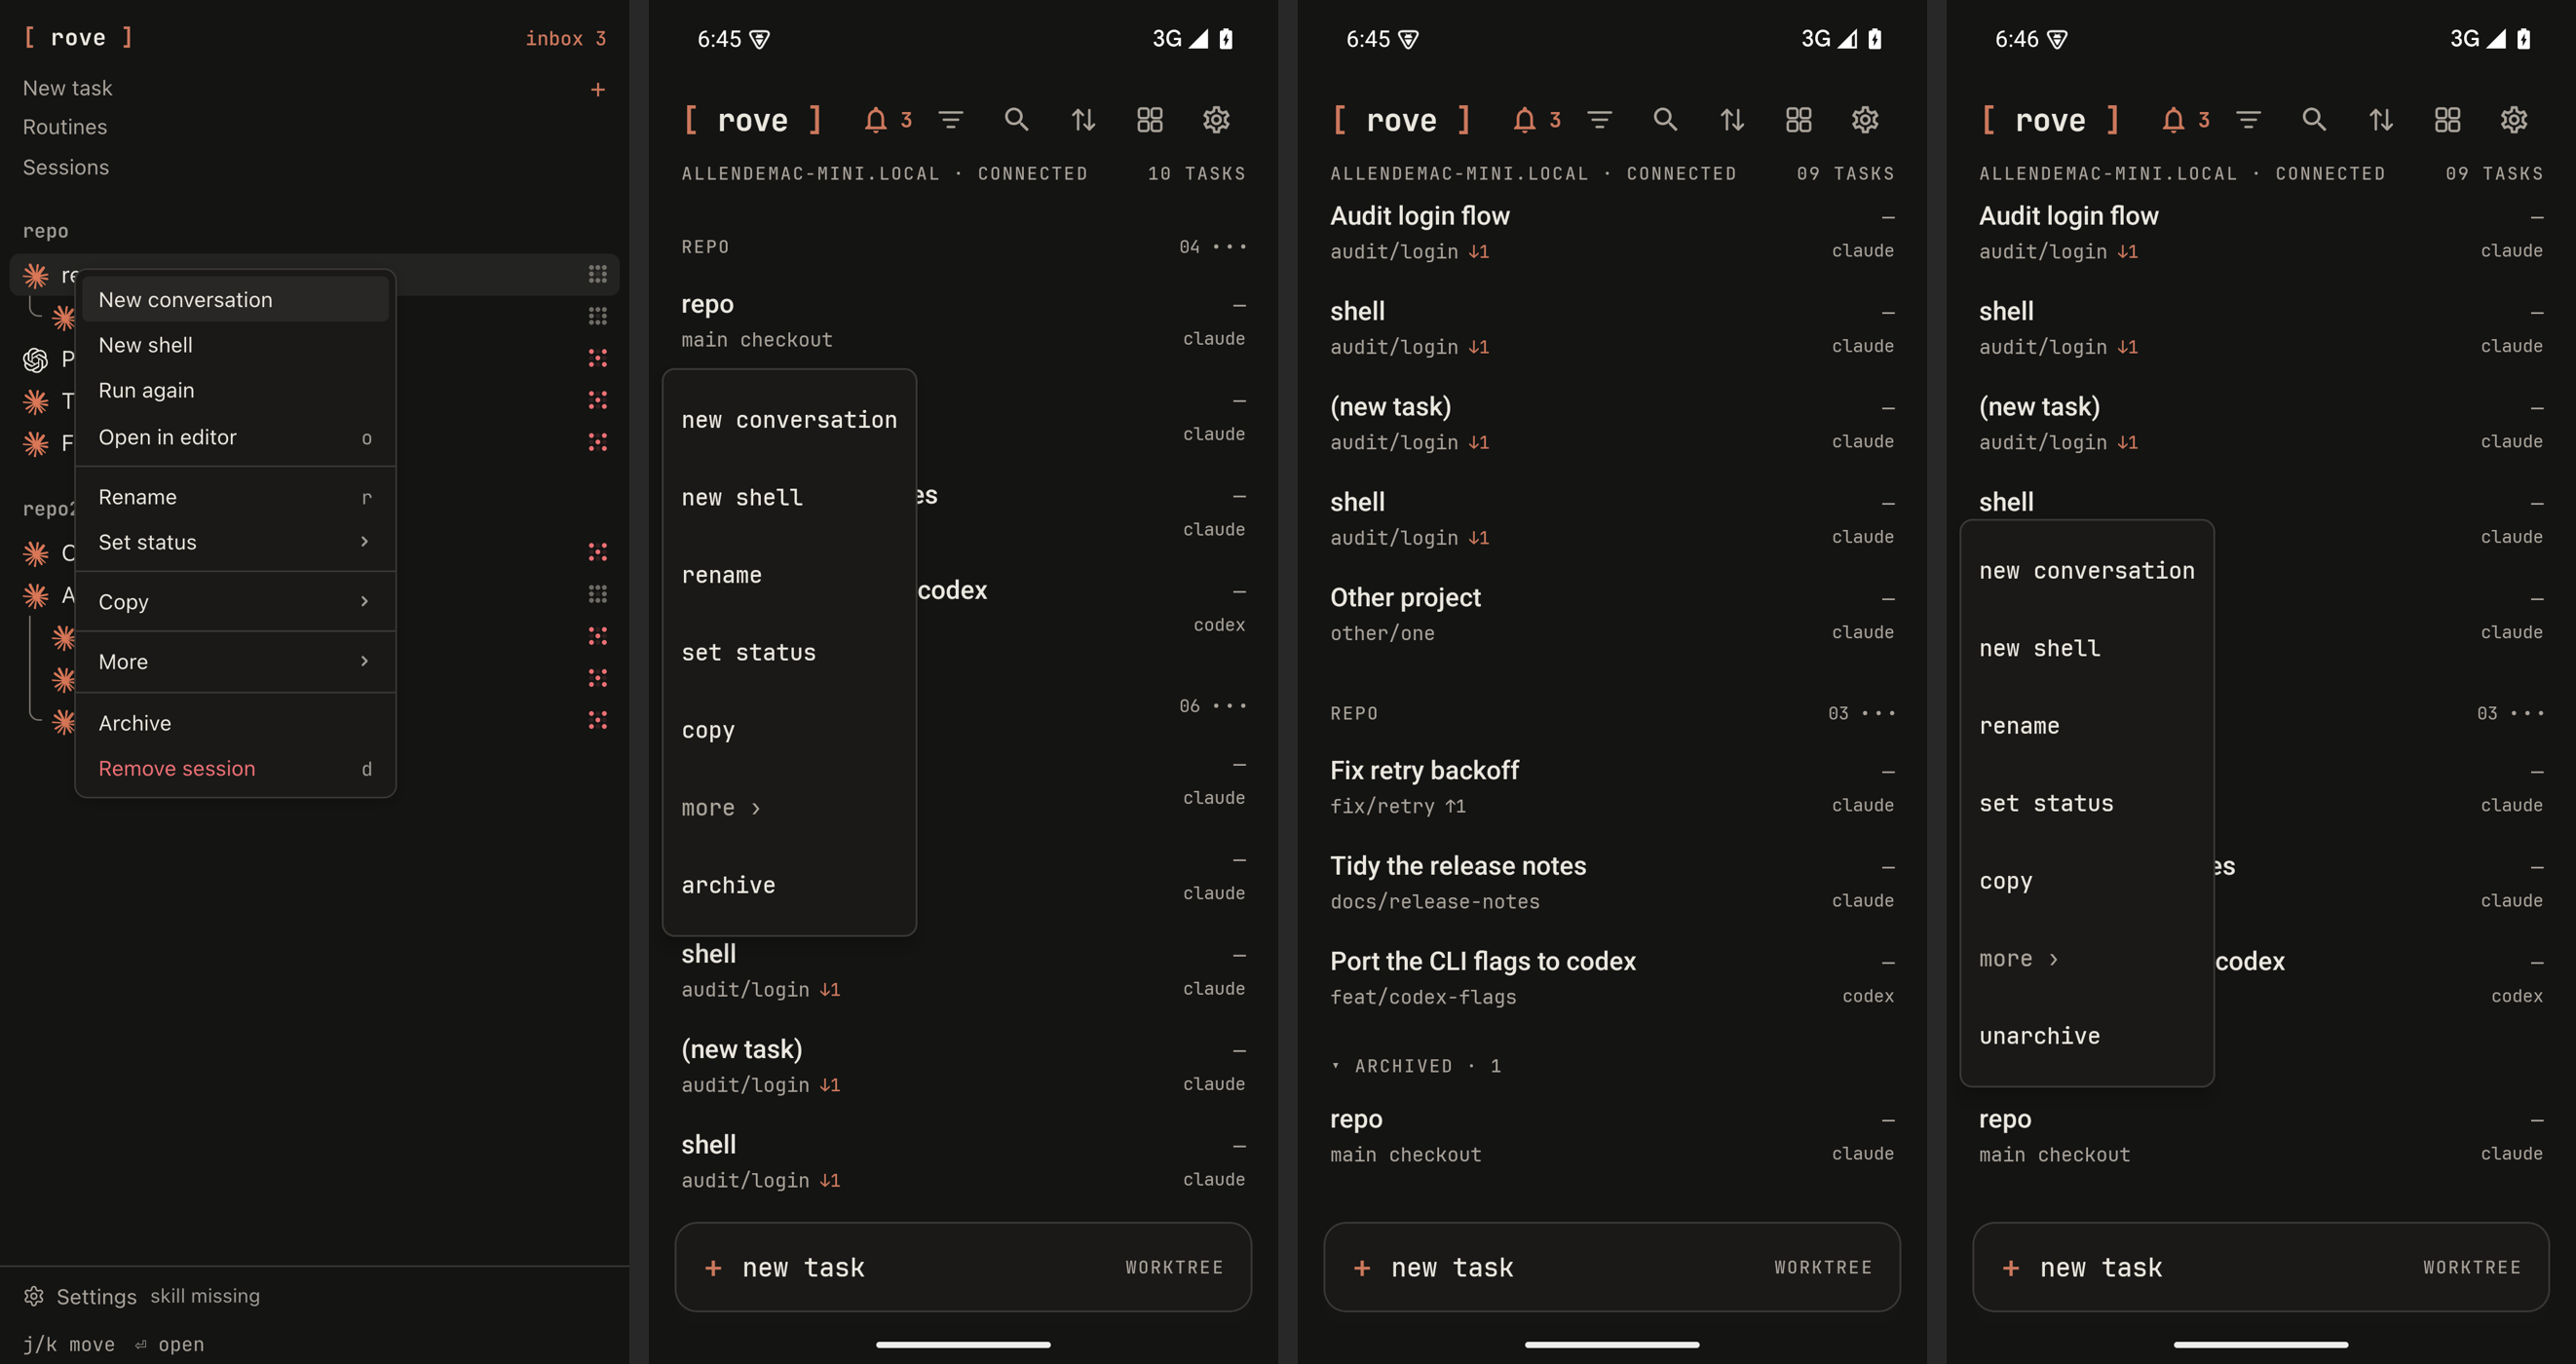 [ rove ] inbox 3
New task +
Routines
Sessions
repo
re
New conversation
New shell
P
Run again
T
Open in editor o
F
Rename r
repo2
Set status ›
C
A
Copy ›
More ›
Archive
Remove session d
Settings skill missing
j/k move ⏎ open
6:45 3G
[ rove ] 3
ALLENDEMAC-MINI.LOCAL · CONNECTED 10 TASKS
REPO 04 •••
repo –
main checkout claude
–
new conversation claude
new shell es –
claude
rename codex –
codex
set status
06 •••
copy –
more › claude
–
archive claude
shell –
audit/login ↓1 claude
(new task) –
audit/login ↓1 claude
shell –
audit/login ↓1 claude
+ new task WORKTREE
6:45 3G
[ rove ] 3
ALLENDEMAC-MINI.LOCAL · CONNECTED 09 TASKS
Audit login flow –
audit/login ↓1 claude
shell –
audit/login ↓1 claude
(new task) –
audit/login ↓1 claude
shell –
audit/login ↓1 claude
Other project –
other/one claude
REPO 03 •••
Fix retry backoff –
fix/retry ↑1 claude
Tidy the release notes –
docs/release-notes claude
Port the CLI flags to codex –
feat/codex-flags codex
▾ ARCHIVED · 1
repo –
main checkout claude
+ new task WORKTREE
6:46 3G
[ rove ] 3
ALLENDEMAC-MINI.LOCAL · CONNECTED 09 TASKS
Audit login flow –
audit/login ↓1 claude
shell –
audit/login ↓1 claude
(new task) –
audit/login ↓1 claude
shell –
claude
new conversation –
claude
new shell
rename 03 •••
–
set status claude
copy es –
claude
more › codex –
codex
unarchive
repo –
main checkout claude
+ new task WORKTREE